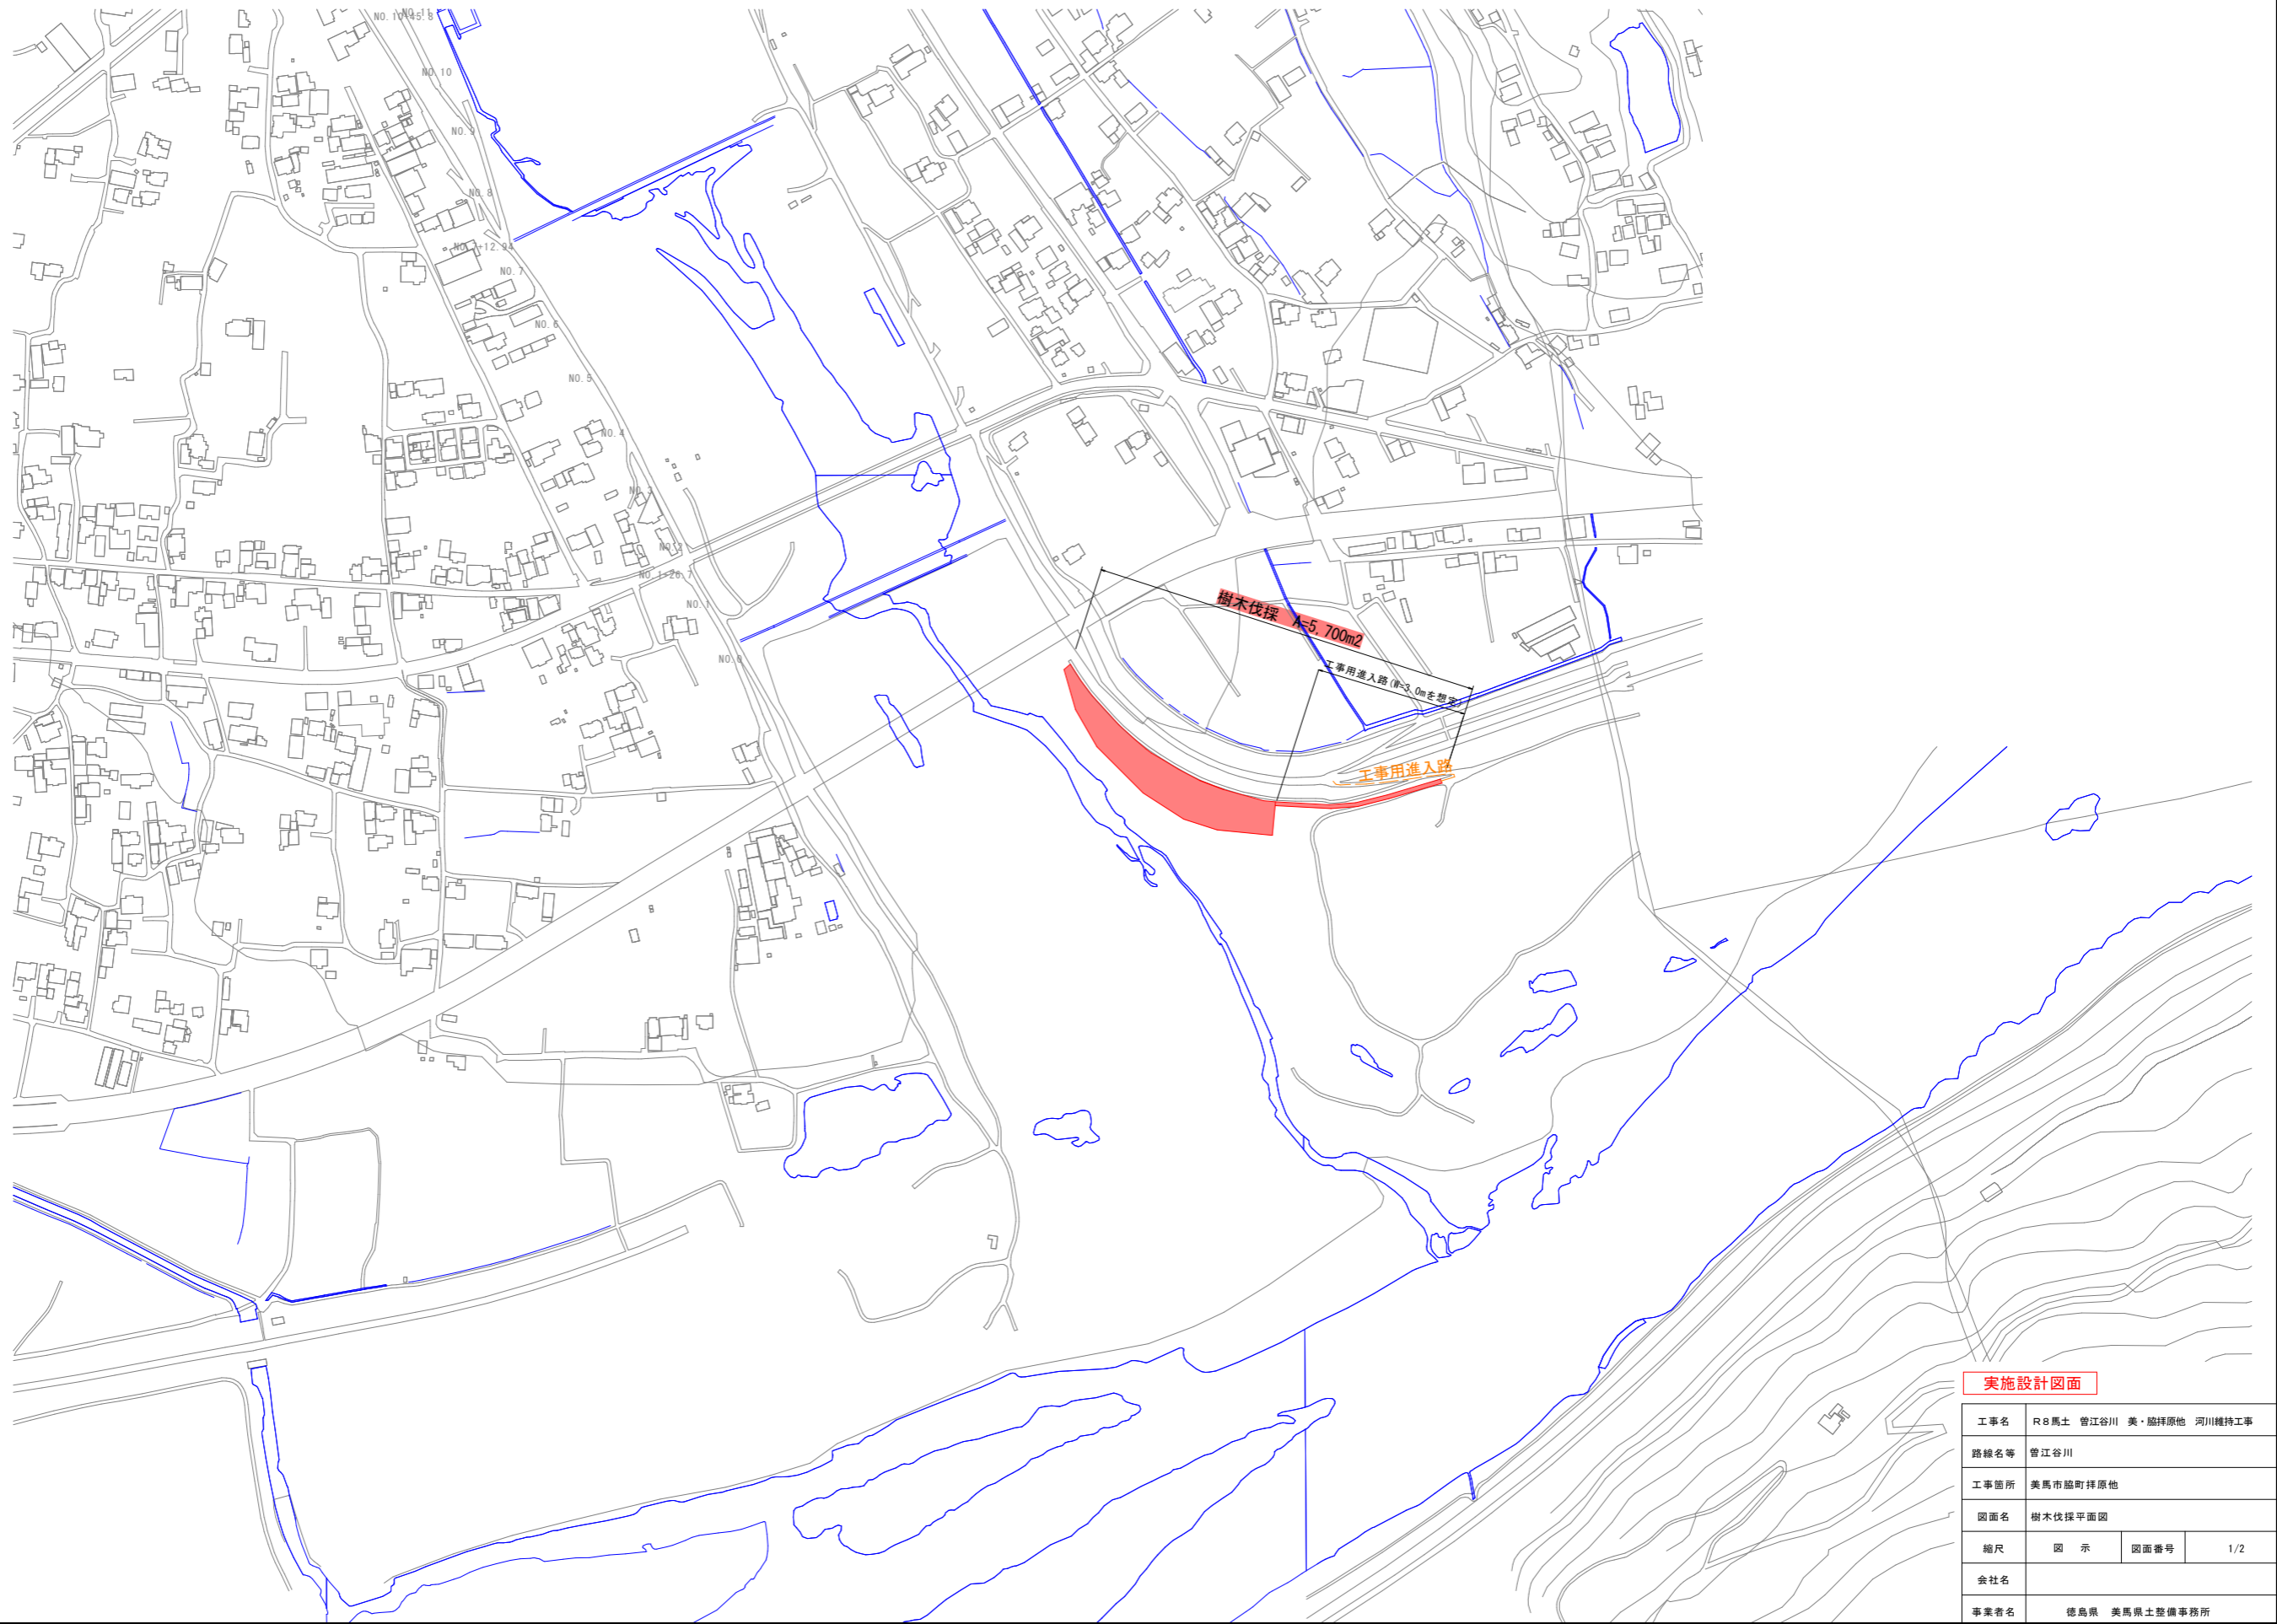 NO.11
NO.10+45.8
NO.10
NO.9
NO.8
NO.7+12.94
NO.7
NO.6
NO.5
NO.4
NO.3
NO.2
NO.1+26.7
NO.1
NO.0
樹木伐採 A=5,700m2
工事用進入路(W=3.0mを想定)
工事用進入路
実施設計図面
工事名 R8馬土 曽江谷川 美・脇拝原他 河川維持工事
路線名等 曽江谷川
工事箇所 美馬市脇町拝原他
図面名 樹木伐採平面図
縮尺 図示 図面番号 1/2
会社名
事業者名 徳島県 美馬県土整備事務所